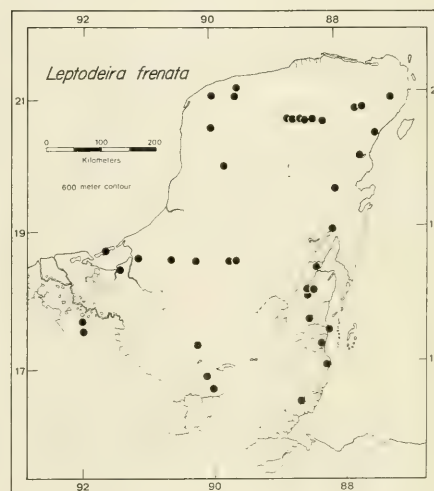 92 90 88
Leptodeira frenata
21
0 100 200
Kilometers
600 meter contour
19
17
92 90 88